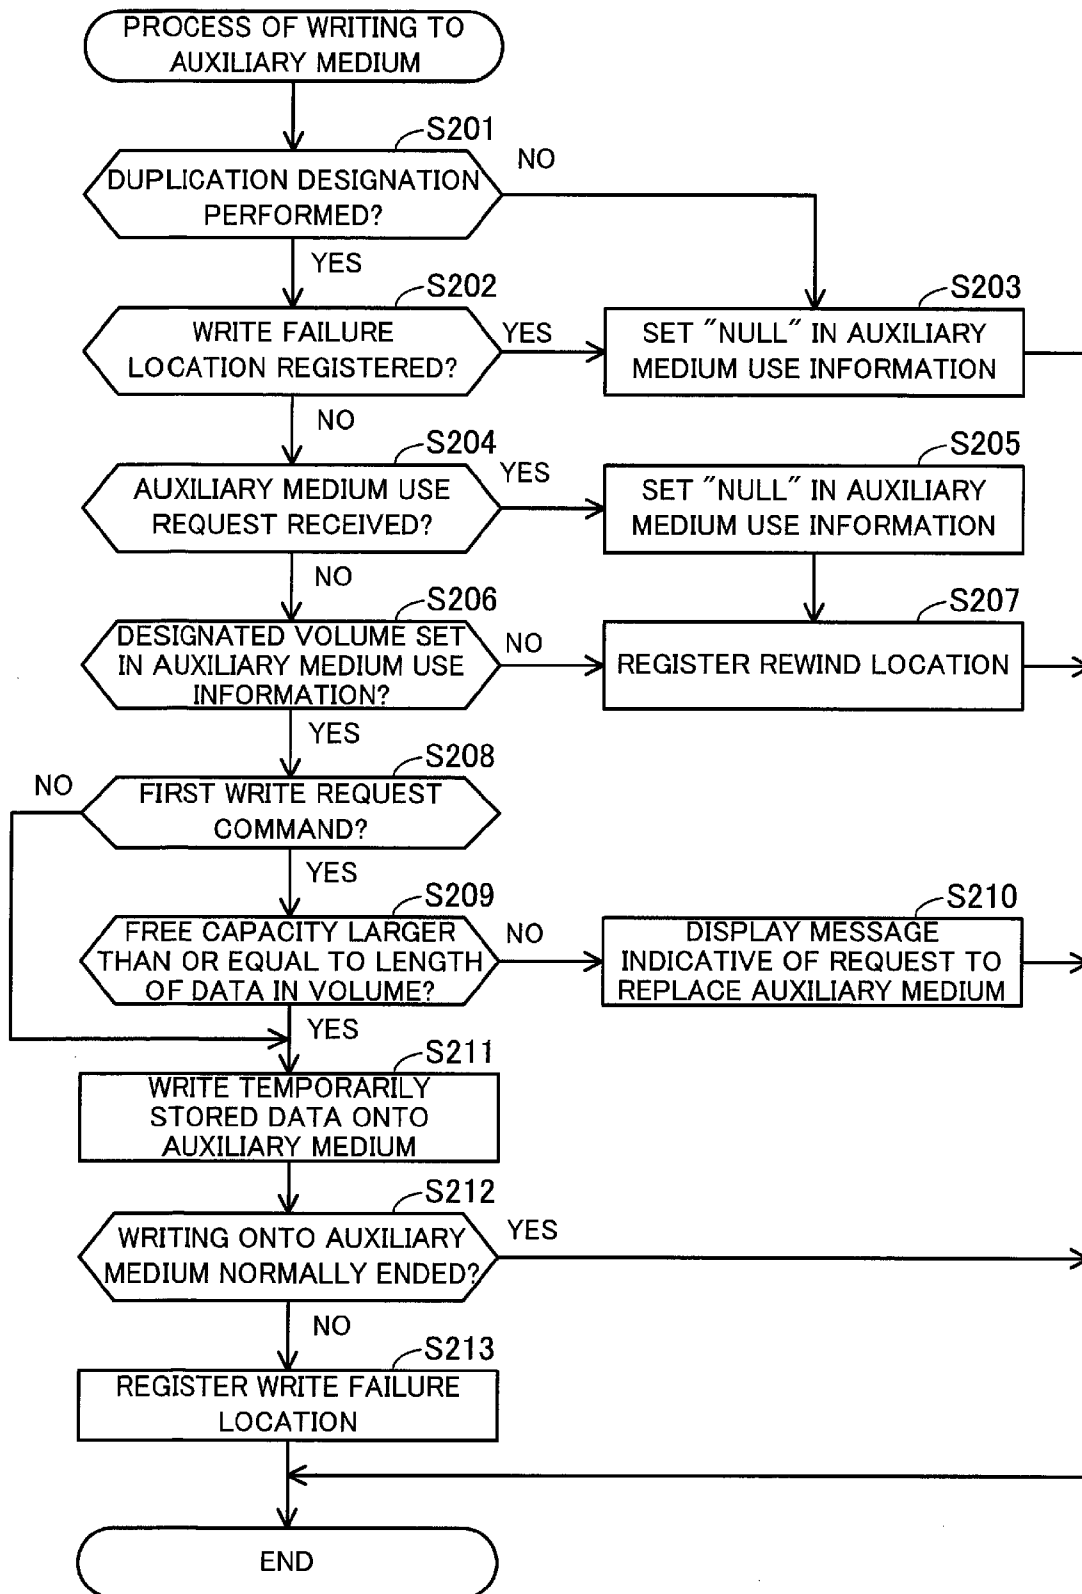 PROCESS OF WRITING TO
AUXILIARY MEDIUM
S201
DUPLICATION DESIGNATION
PERFORMED?
NO
YES
S202
WRITE FAILURE
LOCATION REGISTERED?
YES
S203
SET "NULL" IN AUXILIARY
MEDIUM USE INFORMATION
NO
S204
AUXILIARY MEDIUM USE
REQUEST RECEIVED?
YES
S205
SET "NULL" IN AUXILIARY
MEDIUM USE INFORMATION
NO
S206
DESIGNATED VOLUME SET
IN AUXILIARY MEDIUM USE
INFORMATION?
NO
S207
REGISTER REWIND LOCATION
YES
S208
FIRST WRITE REQUEST
COMMAND?
NO
YES
S209
FREE CAPACITY LARGER
THAN OR EQUAL TO LENGTH
OF DATA IN VOLUME?
NO
S210
DISPLAY MESSAGE
INDICATIVE OF REQUEST TO
REPLACE AUXILIARY MEDIUM
YES
S211
WRITE TEMPORARILY
STORED DATA ONTO
AUXILIARY MEDIUM
S212
WRITING ONTO AUXILIARY
MEDIUM NORMALLY ENDED?
YES
NO
S213
REGISTER WRITE FAILURE
LOCATION
END